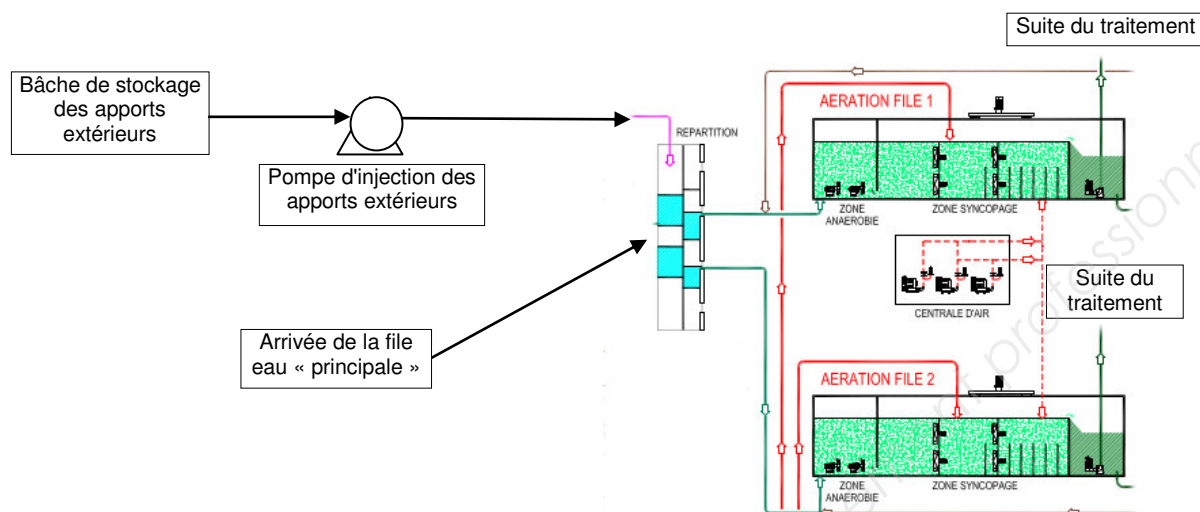 Suite du traitement
Bâche de stockage
des apports
extérieurs
Pompe d'injection des
apports extérieurs
REPARTITION
AERATION FILE 1
ZONE
ANAEROBIE
ZONE SYNCOPAGE
CENTRALE D'AIR
Suite du
traitement
Arrivée de la file
eau « principale »
AERATION FILE 2
ZONE
ANAEROBIE
ZONE SYNCOPAGE